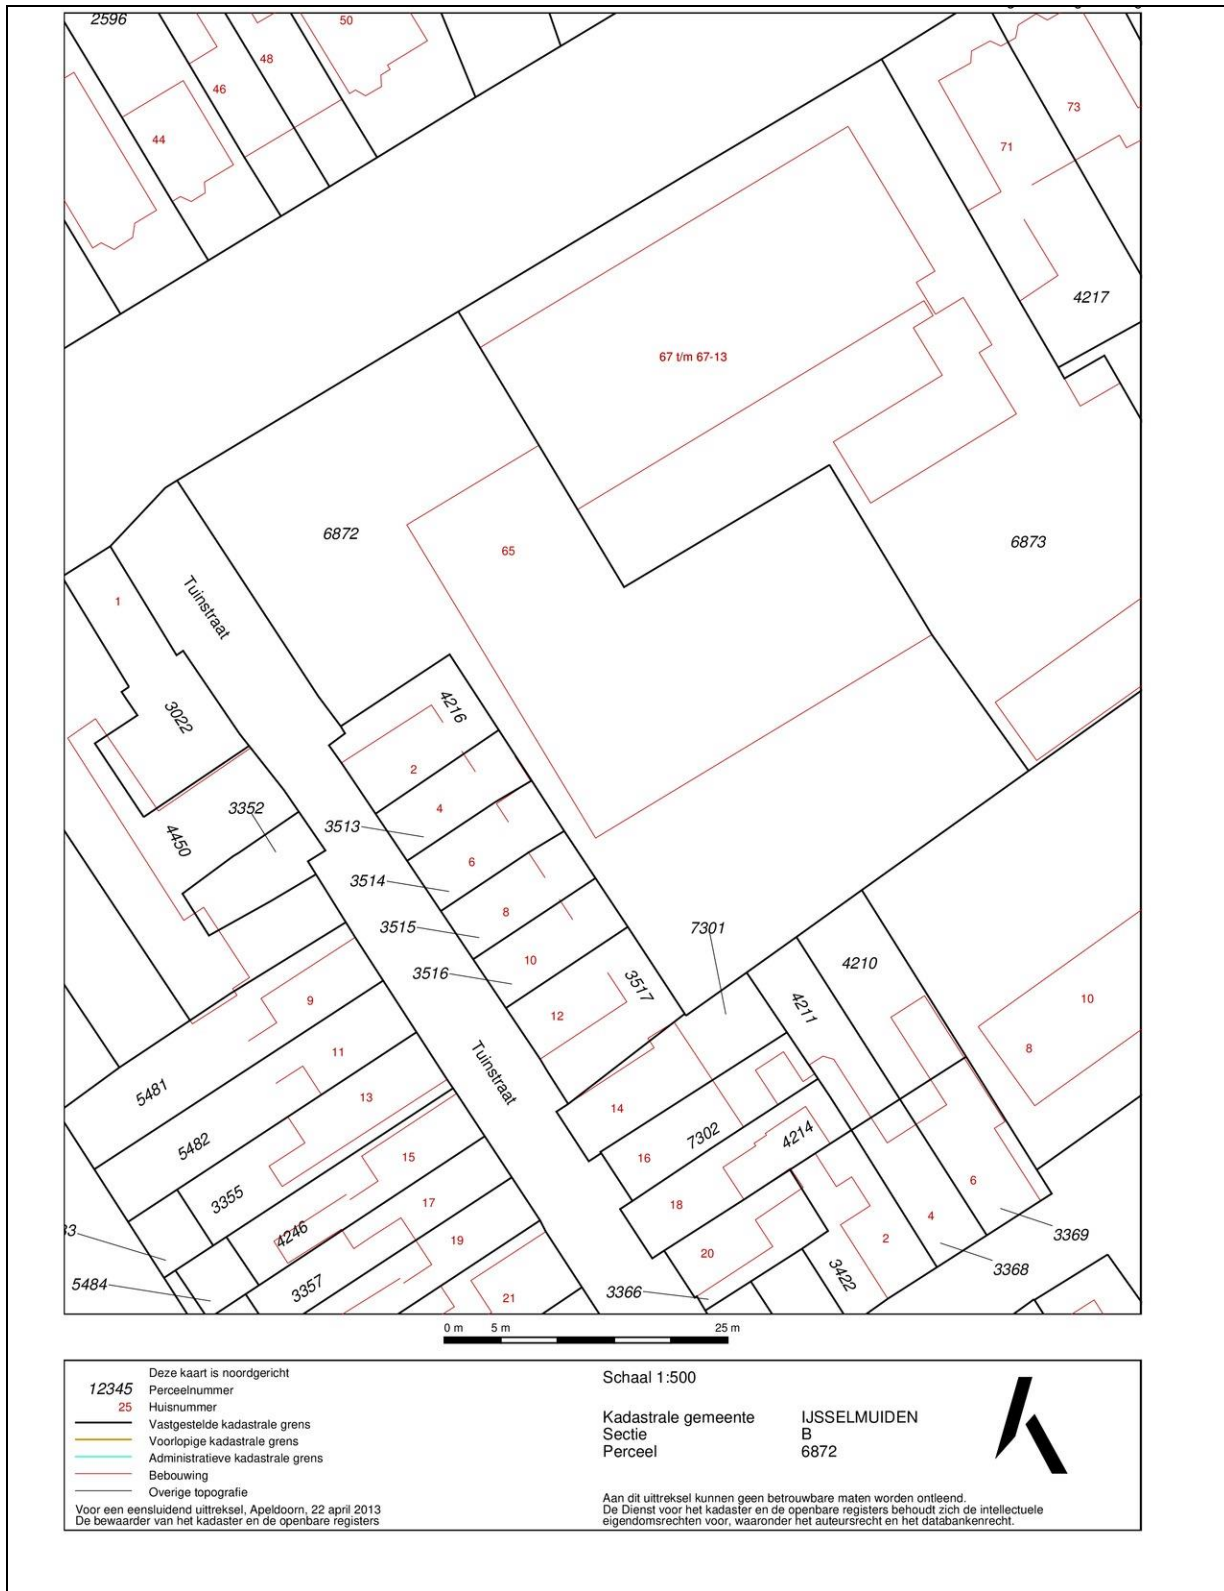 2596
50
48
46
44
73
71
4217
67 t/m 67-13
6872
65
6873
1
Tuinstraat
3022
4216
2
4
3352
3513
4450
6
3514
8
3515
7301
10
3516
3517
4210
4211
12
9
10
8
Tuinstraat
11
5481
13
14
5482
7302
4214
16
15
3355
18
17
6
4
4246
19
20
2
3369
3368
5484
3357
3366
3422
21
0 m 5 m 25 m
Deze kaart is noordgericht
12345 Perceelnummer
25 Huisnummer
Vastgestelde kadastrale grens
Voorlopige kadastrale grens
Administratieve kadastrale grens
Bebouwing
Overige topografie
Voor een eensluidend uittreksel, Apeldoorn, 22 april 2013
De bewaarder van het kadaster en de openbare registers
Schaal 1:500
Kadastrale gemeente IJSSELMUIDEN
Sectie B
Perceel 6872
Aan dit uittreksel kunnen geen betrouwbare maten worden ontleend.
De Dienst voor het kadaster en de openbare registers behoudt zich de intellectuele
eigendomsrechten voor, waaronder het auteursrecht en het databankenrecht.